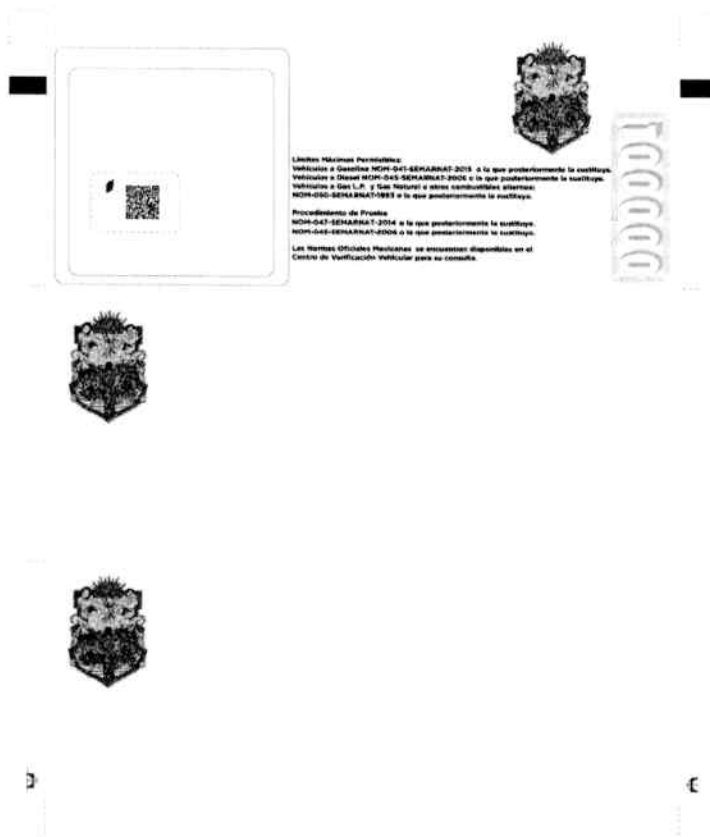 Límites Máximos Permisibles:
Vehículos a Gasolina NOM-041-SEMARNAT-2015 o la que posteriormente la sustituya.
Vehículos a Diesel NOM-045-SEMARNAT-2006 o la que posteriormente la sustituya.
Vehículos a Gas L.P. y Gas Natural u otros combustibles alternos:
NOM-050-SEMARNAT-1993 o la que posteriormente la sustituya.
Procedimiento de Prueba
NOM-047-SEMARNAT-2014 o la que posteriormente la sustituya.
NOM-045-SEMARNAT-2006 o la que posteriormente la sustituya.
Las Normas Oficiales Mexicanas se encuentran disponibles en el
Centro de Verificación Vehicular para su consulta.
000001